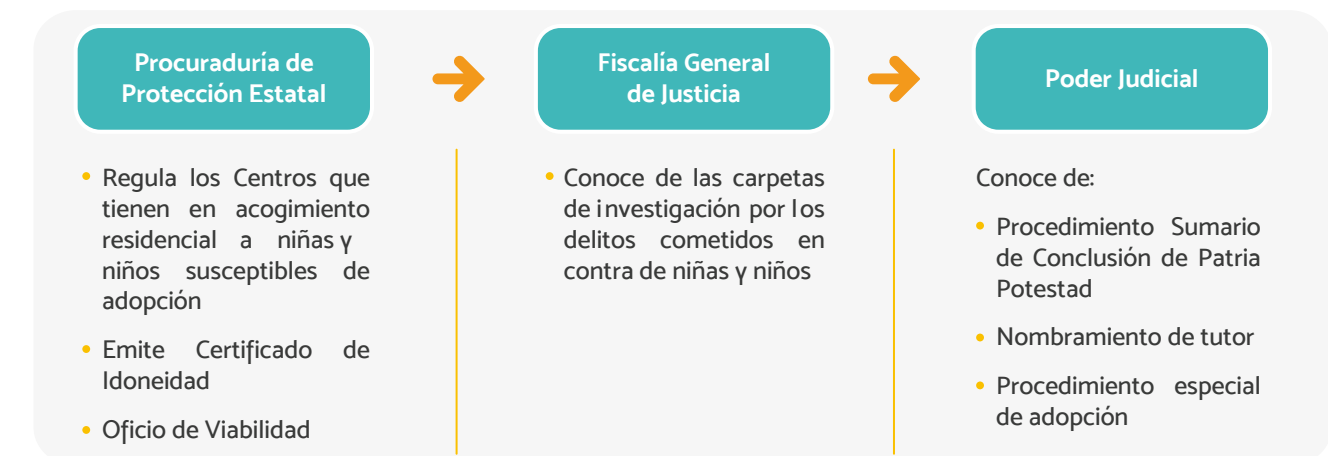 Procuraduría de
Protección Estatal
Fiscalía General
de Justicia
Poder Judicial
• Regula los Centros que
tienen en acogimiento
residencial a niñas y
niños susceptibles de
adopción
• Emite Certificado de
Idoneidad
• Oficio de Viabilidad
• Conoce de las carpetas
de investigación por los
delitos cometidos en
contra de niñas y niños
Conoce de:
• Procedimiento Sumario
de Conclusión de Patria
Potestad
• Nombramiento de tutor
• Procedimiento especial
de adopción